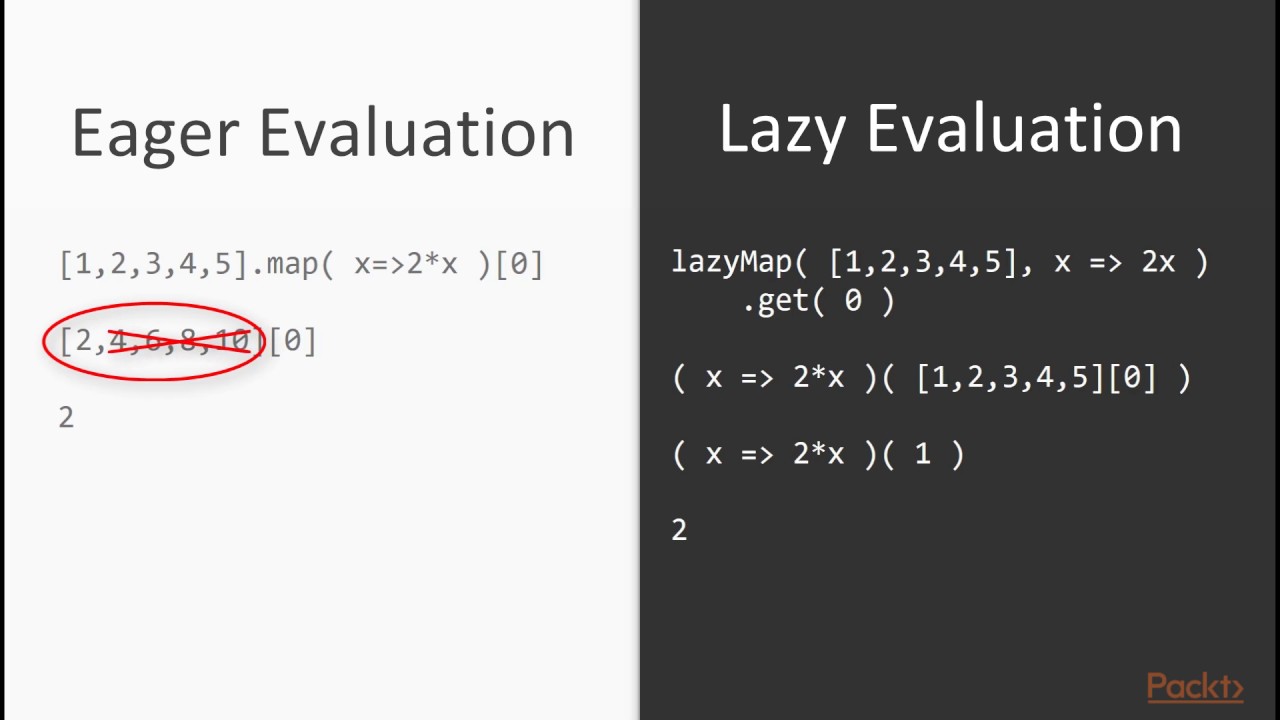 Eager Evaluation
[1,2,3,4,5].map( x=>2*x )[0]
[2,4,6,8,10][0]
2
Lazy Evaluation
lazyMap( [1,2,3,4,5], x => 2x )
.get( 0 )
( x => 2*x )( [1,2,3,4,5][0] )
( x => 2*x )( 1 )
2
Packt>